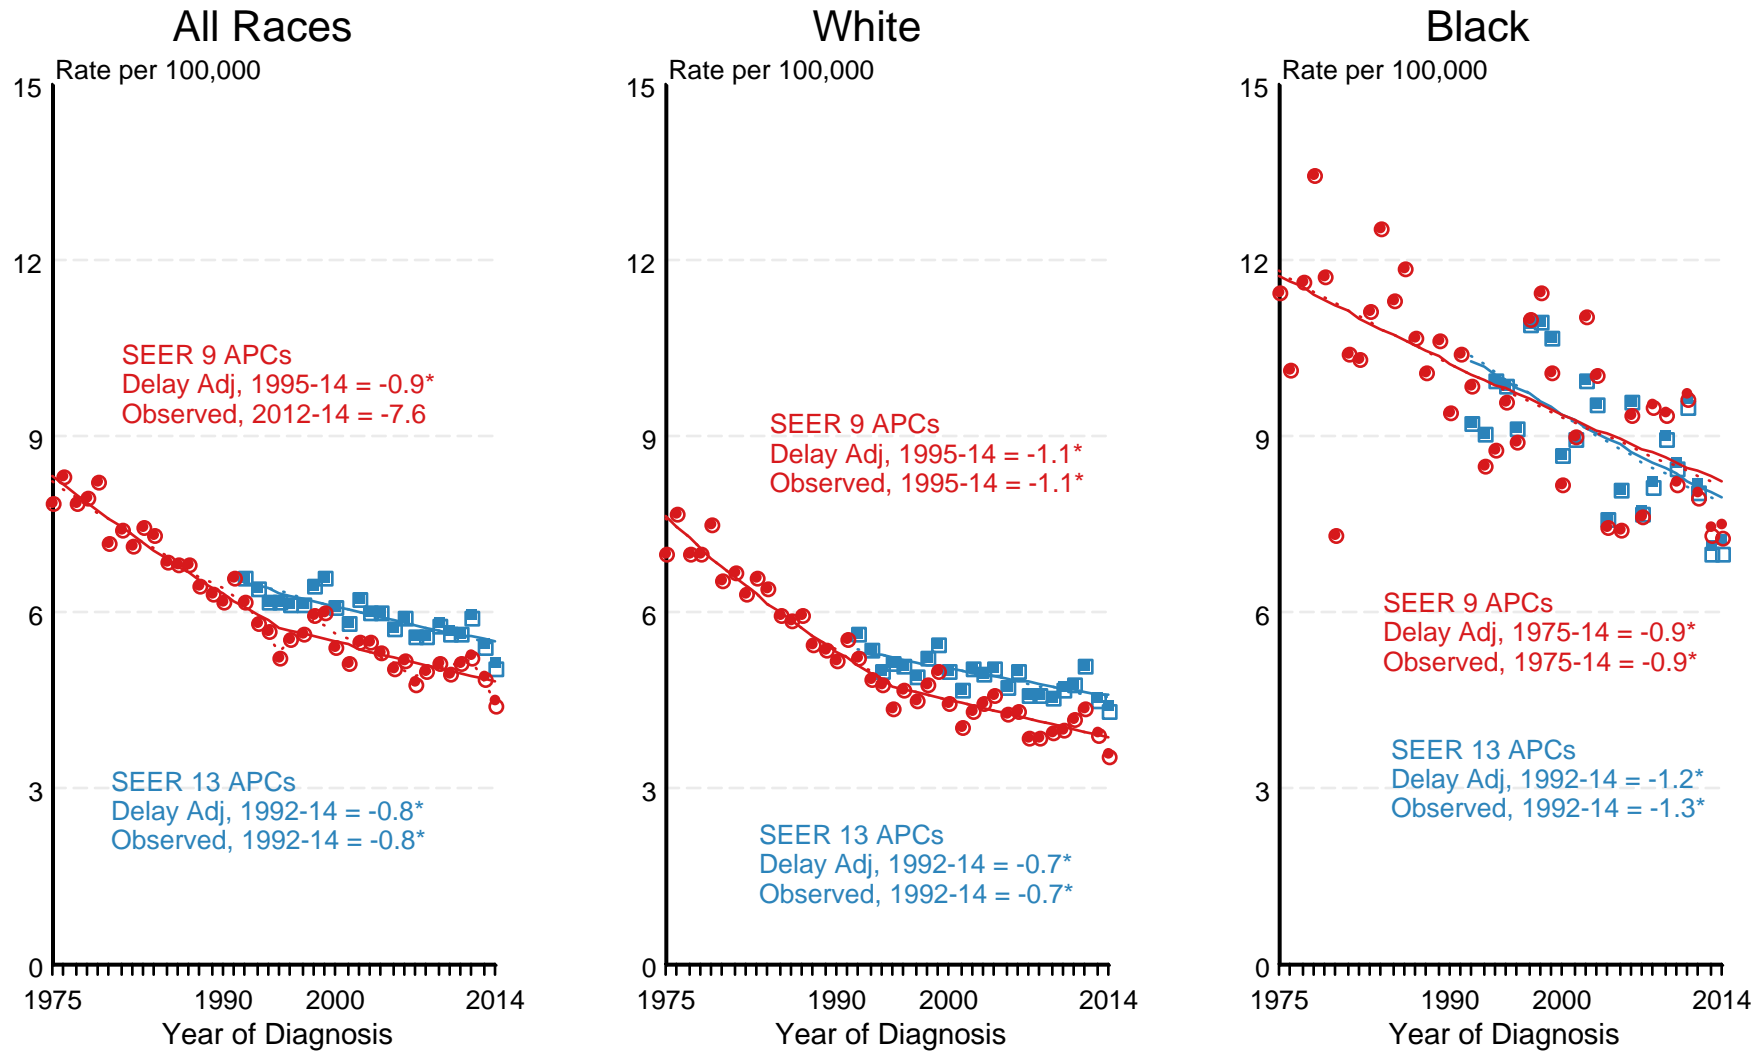 All Races
Rate per 100,000
15
12
9
6
3
0
SEER 9 APCs
Delay Adj, 1995-14 = -0.9*
Observed, 2012-14 = -7.6
SEER 13 APCs
Delay Adj, 1992-14 = -0.8*
Observed, 1992-14 = -0.8*
1975 1990 2000 2014
Year of Diagnosis
White
Rate per 100,000
15
12
9
6
3
0
SEER 9 APCs
Delay Adj, 1995-14 = -1.1*
Observed, 1995-14 = -1.1*
SEER 13 APCs
Delay Adj, 1992-14 = -0.7*
Observed, 1992-14 = -0.7*
1975 1990 2000 2014
Year of Diagnosis
Black
Rate per 100,000
15
12
9
6
3
0
SEER 9 APCs
Delay Adj, 1975-14 = -0.9*
Observed, 1975-14 = -0.9*
SEER 13 APCs
Delay Adj, 1992-14 = -1.2*
Observed, 1992-14 = -1.3*
1975 1990 2000 2014
Year of Diagnosis